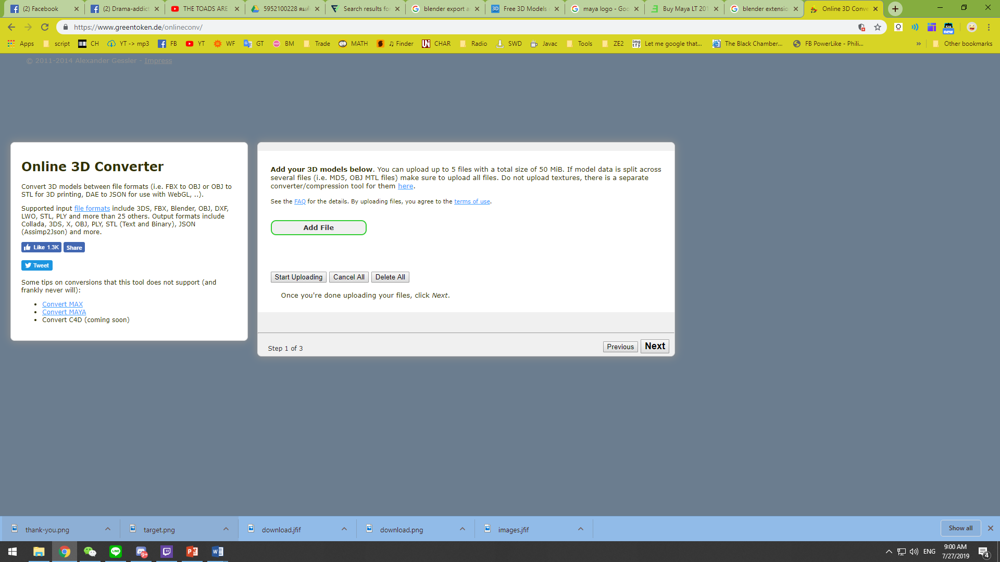 (2) Facebook
(2) Drama-addict
THE TOADS ARE
5952100228 คมสั
Search results for
blender export a
Free 3D Models
maya logo - Goo
Buy Maya LT 201
blender extensio
Online 3D Conve
https://www.greentoken.de/onlineconv/
new
Apps script CH YT -> mp3 FB YT WF GT BM Trade MATH ♫ Finder CHAR Radio SWD Javac Tools ZE2 Let me google that... The Black Chamber... FB PowerLike - Phili... » Other bookmarks
© 2011-2014 Alexander Gessler - Impress
Online 3D Converter
Convert 3D models between file formats (i.e. FBX to OBJ or OBJ to
STL for 3D printing, DAE to JSON for use with WebGL, ..).
Supported input file formats include 3DS, FBX, Blender, OBJ, DXF,
LWO, STL, PLY and more than 25 others. Output formats include
Collada, 3DS, X, OBJ, PLY, STL (Text and Binary), JSON
(Assimp2Json) and more.
Like 1.3K Share
Tweet
Some tips on conversions that this tool does not support (and
frankly never will):
• Convert MAX
• Convert MAYA
• Convert C4D (coming soon)
Add your 3D models below. You can upload up to 5 files with a total size of 50 MiB. If model data is split across
several files (i.e. MD5, OBJ MTL files) make sure to upload all files. Do not upload textures, there is a separate
converter/compression tool for them here.
See the FAQ for the details. By uploading files, you agree to the terms of use.
Add File
Start Uploading Cancel All Delete All
Once you're done uploading your files, click Next.
Step 1 of 3
Previous Next
thank-you.png target.png download.jfif download.png images.jfif Show all
9+
ENG
9:00 AM
7/27/2019
4